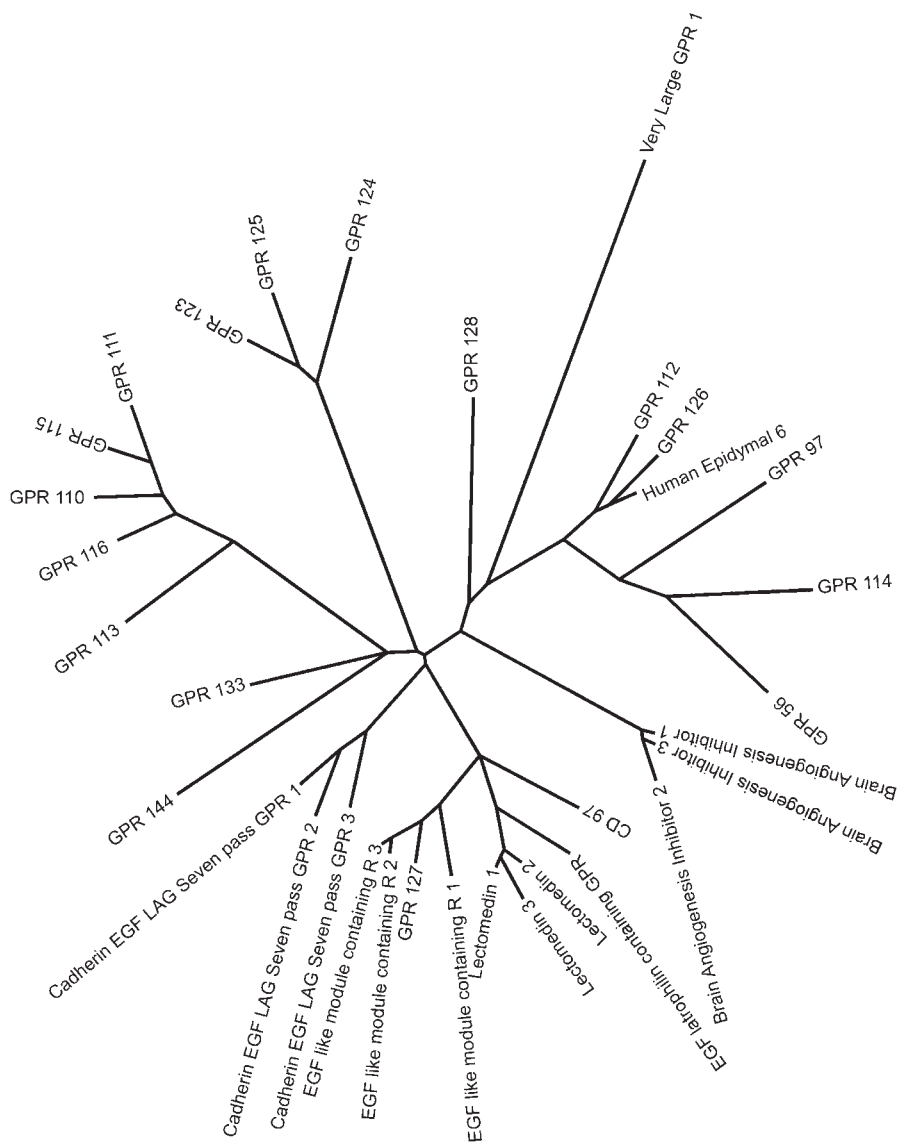 Very Large GPR 1
GPR 124
GPR 125
GPR 123
GPR 128
GPR 111
GPR 115
GPR 110
GPR 116
GPR 113
GPR 112
GPR 126
Human Epidymal 6
GPR 97
GPR 114
GPR 56
GPR 133
GPR 144
Brain Angiogenesis Inhibitor 1
Brain Angiogenesis Inhibitor 3
Brain Angiogenesis Inhibitor 2
CD 97
EGF latrophilin containing GPR
Lectomedin 2
Lectomedin 3
Lectomedin 1
EGF like module containing R 1
GPR 127
EGF like module containing R 2
EGF like module containing R 3
Cadherin EGF LAG Seven pass GPR 3
Cadherin EGF LAG Seven pass GPR 2
Cadherin EGF LAG Seven pass GPR 1